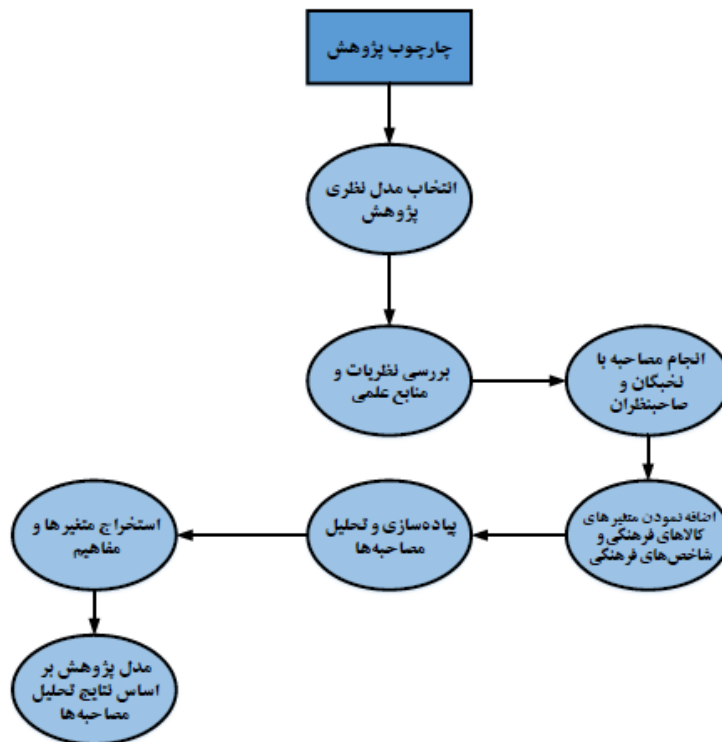 چارچوب پژوهش
انتخاب مدل نظری
پژوهش
بررسی نظریات و
منابع علمی
انجام مصاحبه با
نخبگان و
صاحبنظران
اضافه نمودن متغیرهای
کالاهای فرهنگی و
شاخص‌های فرهنگی
پیاده‌سازی و تحلیل
مصاحبه‌ها
استخراج متغیرها و
مفاهیم
مدل پژوهش بر
اساس نتایج تحلیل
مصاحبه‌ها